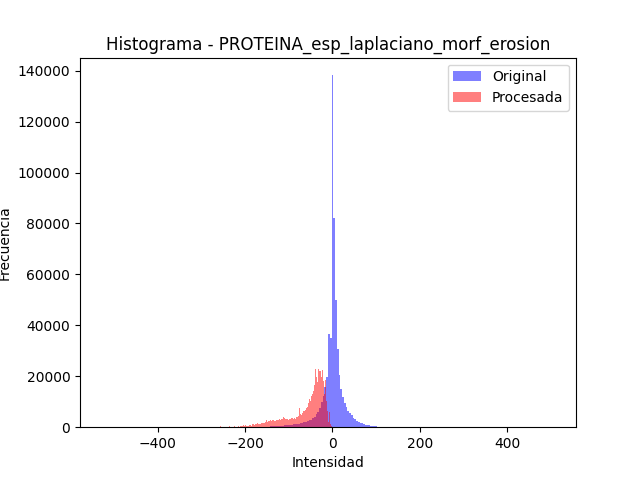 Histograma - PROTEINA_esp_laplaciano_morf_erosion
Original
Procesada
140000
120000
100000
80000
60000
40000
20000
0
Frecuencia
−400
−200
0
200
400
Intensidad